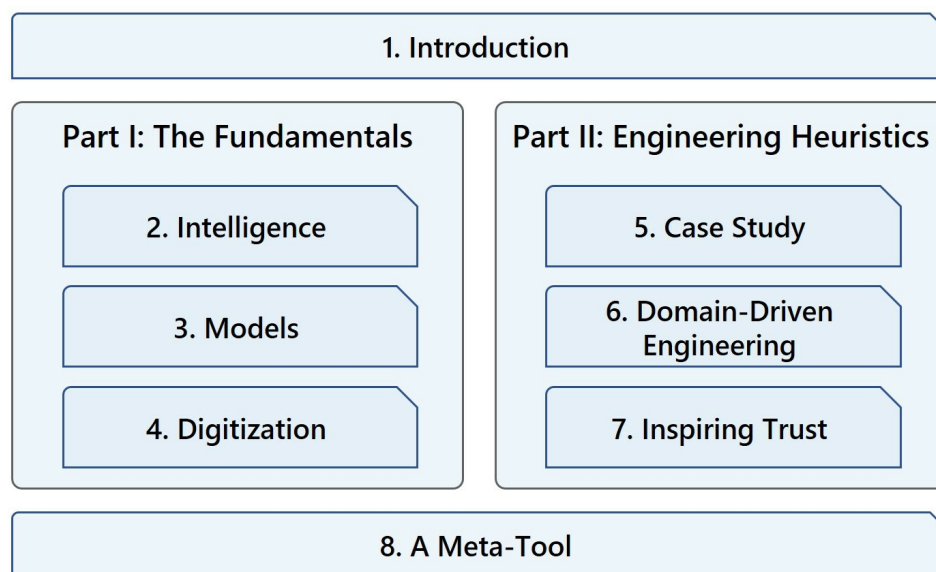 1. Introduction
Part I: The Fundamentals
2. Intelligence
3. Models
4. Digitization
Part II: Engineering Heuristics
5. Case Study
6. Domain-Driven
Engineering
7. Inspiring Trust
8. A Meta-Tool